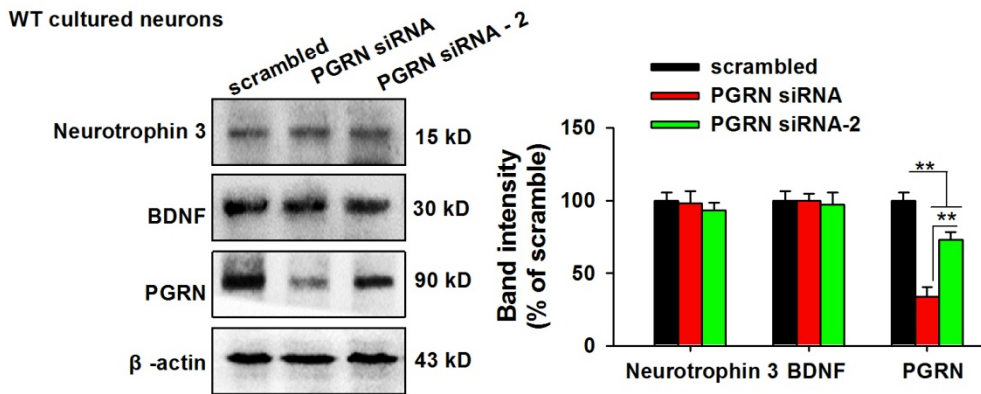 WT cultured neurons
scrambled
PGRN siRNA
PGRN siRNA - 2
Neurotrophin 3
15 kD
BDNF
30 kD
PGRN
90 kD
β -actin
43 kD
scrambled
PGRN siRNA
PGRN siRNA-2
Band intensity
(% of scramble)
150
100
50
0
**
**
Neurotrophin 3 BDNF PGRN